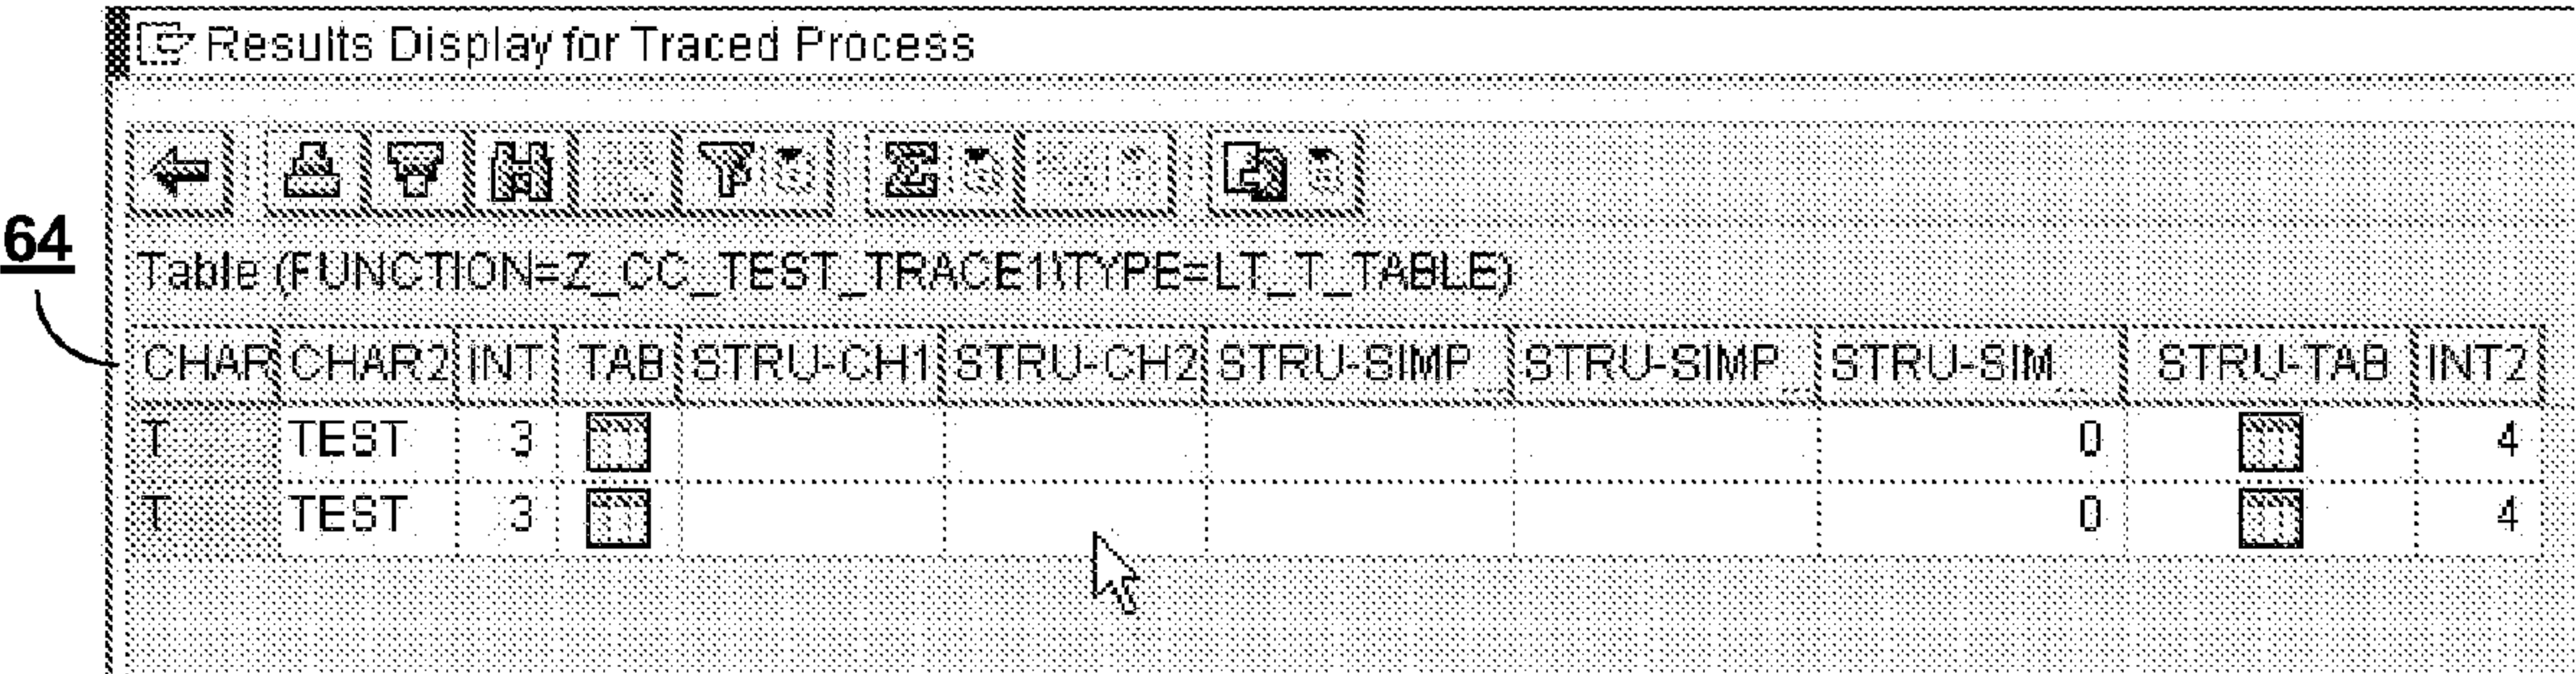 Results Display for Traced Process
64
Table (FUNCTION=Z_CC_TEST_TRACE1\TYPE=LT_T_TABLE)
CHAR CHAR2 INT TAB STRU-CH1 STRU-CH2 STRU-SIMP... STRU-SIMP... STRU-SIM... STRU-TAB INT2
T TEST 3 0 4
T TEST 3 0 4